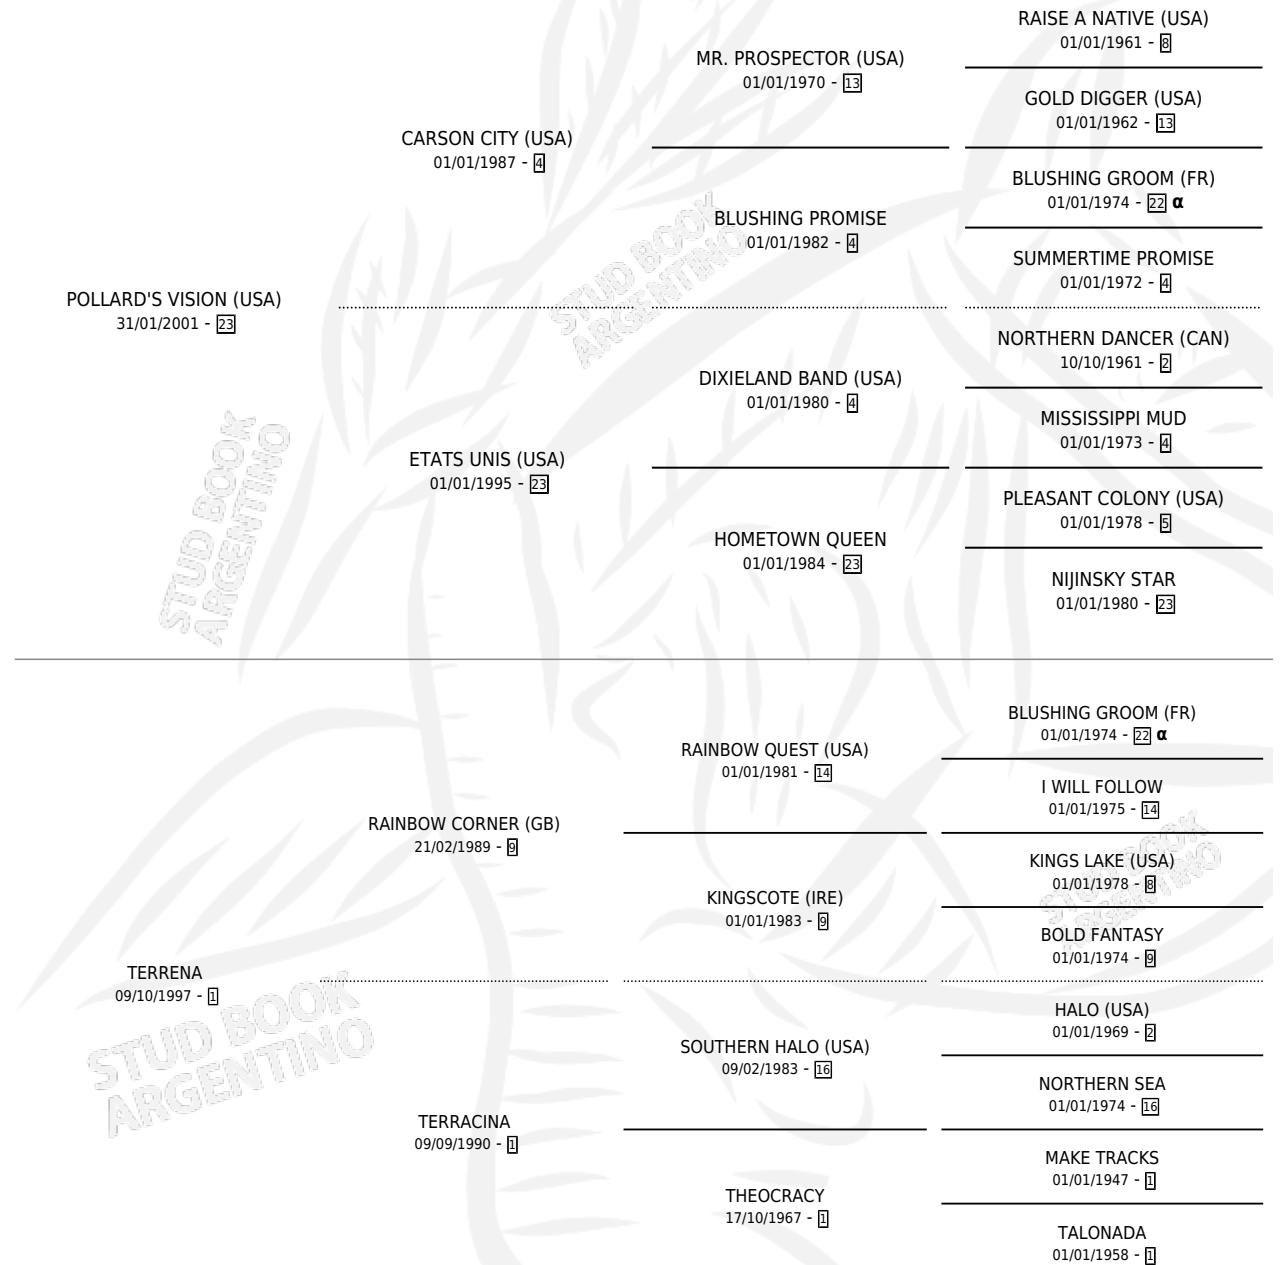 RAISE A NATIVE (USA)
01/01/1961 - 8
MR. PROSPECTOR (USA)
01/01/1970 - 13
GOLD DIGGER (USA)
01/01/1962 - 13
CARSON CITY (USA)
01/01/1987 - 4
BLUSHING GROOM (FR)
01/01/1974 - 22 α
BLUSHING PROMISE
01/01/1982 - 4
SUMMERTIME PROMISE
01/01/1972 - 4
POLLARD'S VISION (USA)
31/01/2001 - 23
NORTHERN DANCER (CAN)
10/10/1961 - 2
DIXIELAND BAND (USA)
01/01/1980 - 4
MISSISSIPPI MUD
01/01/1973 - 4
ETATS UNIS (USA)
01/01/1995 - 23
PLEASANT COLONY (USA)
01/01/1978 - 5
HOMETOWN QUEEN
01/01/1984 - 23
NIJINSKY STAR
01/01/1980 - 23
BLUSHING GROOM (FR)
01/01/1974 - 22 α
RAINBOW QUEST (USA)
01/01/1981 - 14
I WILL FOLLOW
01/01/1975 - 14
RAINBOW CORNER (GB)
21/02/1989 - 9
KINGS LAKE (USA)
01/01/1978 - 8
KINGSCOTE (IRE)
01/01/1983 - 9
BOLD FANTASY
01/01/1974 - 9
TERRENA
09/10/1997 - 1
HALO (USA)
01/01/1969 - 2
SOUTHERN HALO (USA)
09/02/1983 - 16
NORTHERN SEA
01/01/1974 - 16
TERRACINA
09/09/1990 - 1
MAKE TRACKS
01/01/1947 - 1
THEOCRACY
17/10/1967 - 1
TALONADA
01/01/1958 - 1
STUD BOOK
ARGENTINO
STUD BOOK
ARGENTINO
STUD BOOK
ARGENTINO
STUD BOOK
ARGENTINO